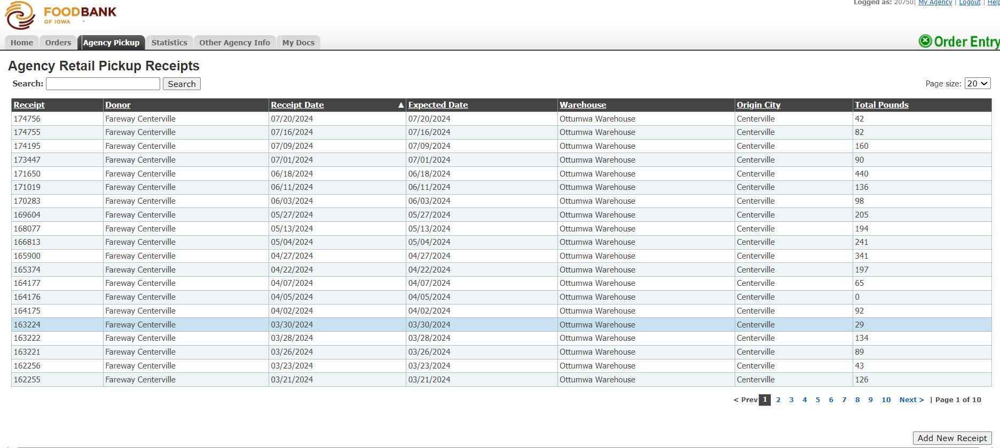 Logged as: 20750| My Agency | Logout | Help
FOODBANK
OF IOWA
Home Orders Agency Pickup Statistics Other Agency Info My Docs
Order Entry
Agency Retail Pickup Receipts
Search: Search
Page size: 20
Receipt Donor Receipt Date ▲ Expected Date Warehouse Origin City Total Pounds
174756 Fareway Centerville 07/20/2024 07/20/2024 Ottumwa Warehouse Centerville 42
174755 Fareway Centerville 07/16/2024 07/16/2024 Ottumwa Warehouse Centerville 82
174195 Fareway Centerville 07/09/2024 07/09/2024 Ottumwa Warehouse Centerville 160
173447 Fareway Centerville 07/01/2024 07/01/2024 Ottumwa Warehouse Centerville 90
171650 Fareway Centerville 06/18/2024 06/18/2024 Ottumwa Warehouse Centerville 440
171019 Fareway Centerville 06/11/2024 06/11/2024 Ottumwa Warehouse Centerville 136
170283 Fareway Centerville 06/03/2024 06/03/2024 Ottumwa Warehouse Centerville 98
169604 Fareway Centerville 05/27/2024 05/27/2024 Ottumwa Warehouse Centerville 205
168077 Fareway Centerville 05/13/2024 05/13/2024 Ottumwa Warehouse Centerville 194
166813 Fareway Centerville 05/04/2024 05/04/2024 Ottumwa Warehouse Centerville 241
165900 Fareway Centerville 04/27/2024 04/27/2024 Ottumwa Warehouse Centerville 341
165374 Fareway Centerville 04/22/2024 04/22/2024 Ottumwa Warehouse Centerville 197
164177 Fareway Centerville 04/07/2024 04/07/2024 Ottumwa Warehouse Centerville 65
164176 Fareway Centerville 04/05/2024 04/05/2024 Ottumwa Warehouse Centerville 0
164175 Fareway Centerville 04/02/2024 04/02/2024 Ottumwa Warehouse Centerville 92
163224 Fareway Centerville 03/30/2024 03/30/2024 Ottumwa Warehouse Centerville 29
163222 Fareway Centerville 03/28/2024 03/28/2024 Ottumwa Warehouse Centerville 134
163221 Fareway Centerville 03/26/2024 03/26/2024 Ottumwa Warehouse Centerville 89
162256 Fareway Centerville 03/23/2024 03/23/2024 Ottumwa Warehouse Centerville 43
162255 Fareway Centerville 03/21/2024 03/21/2024 Ottumwa Warehouse Centerville 126
< Prev 1 2 3 4 5 6 7 8 9 10 Next > | Page 1 of 10
Add New Receipt